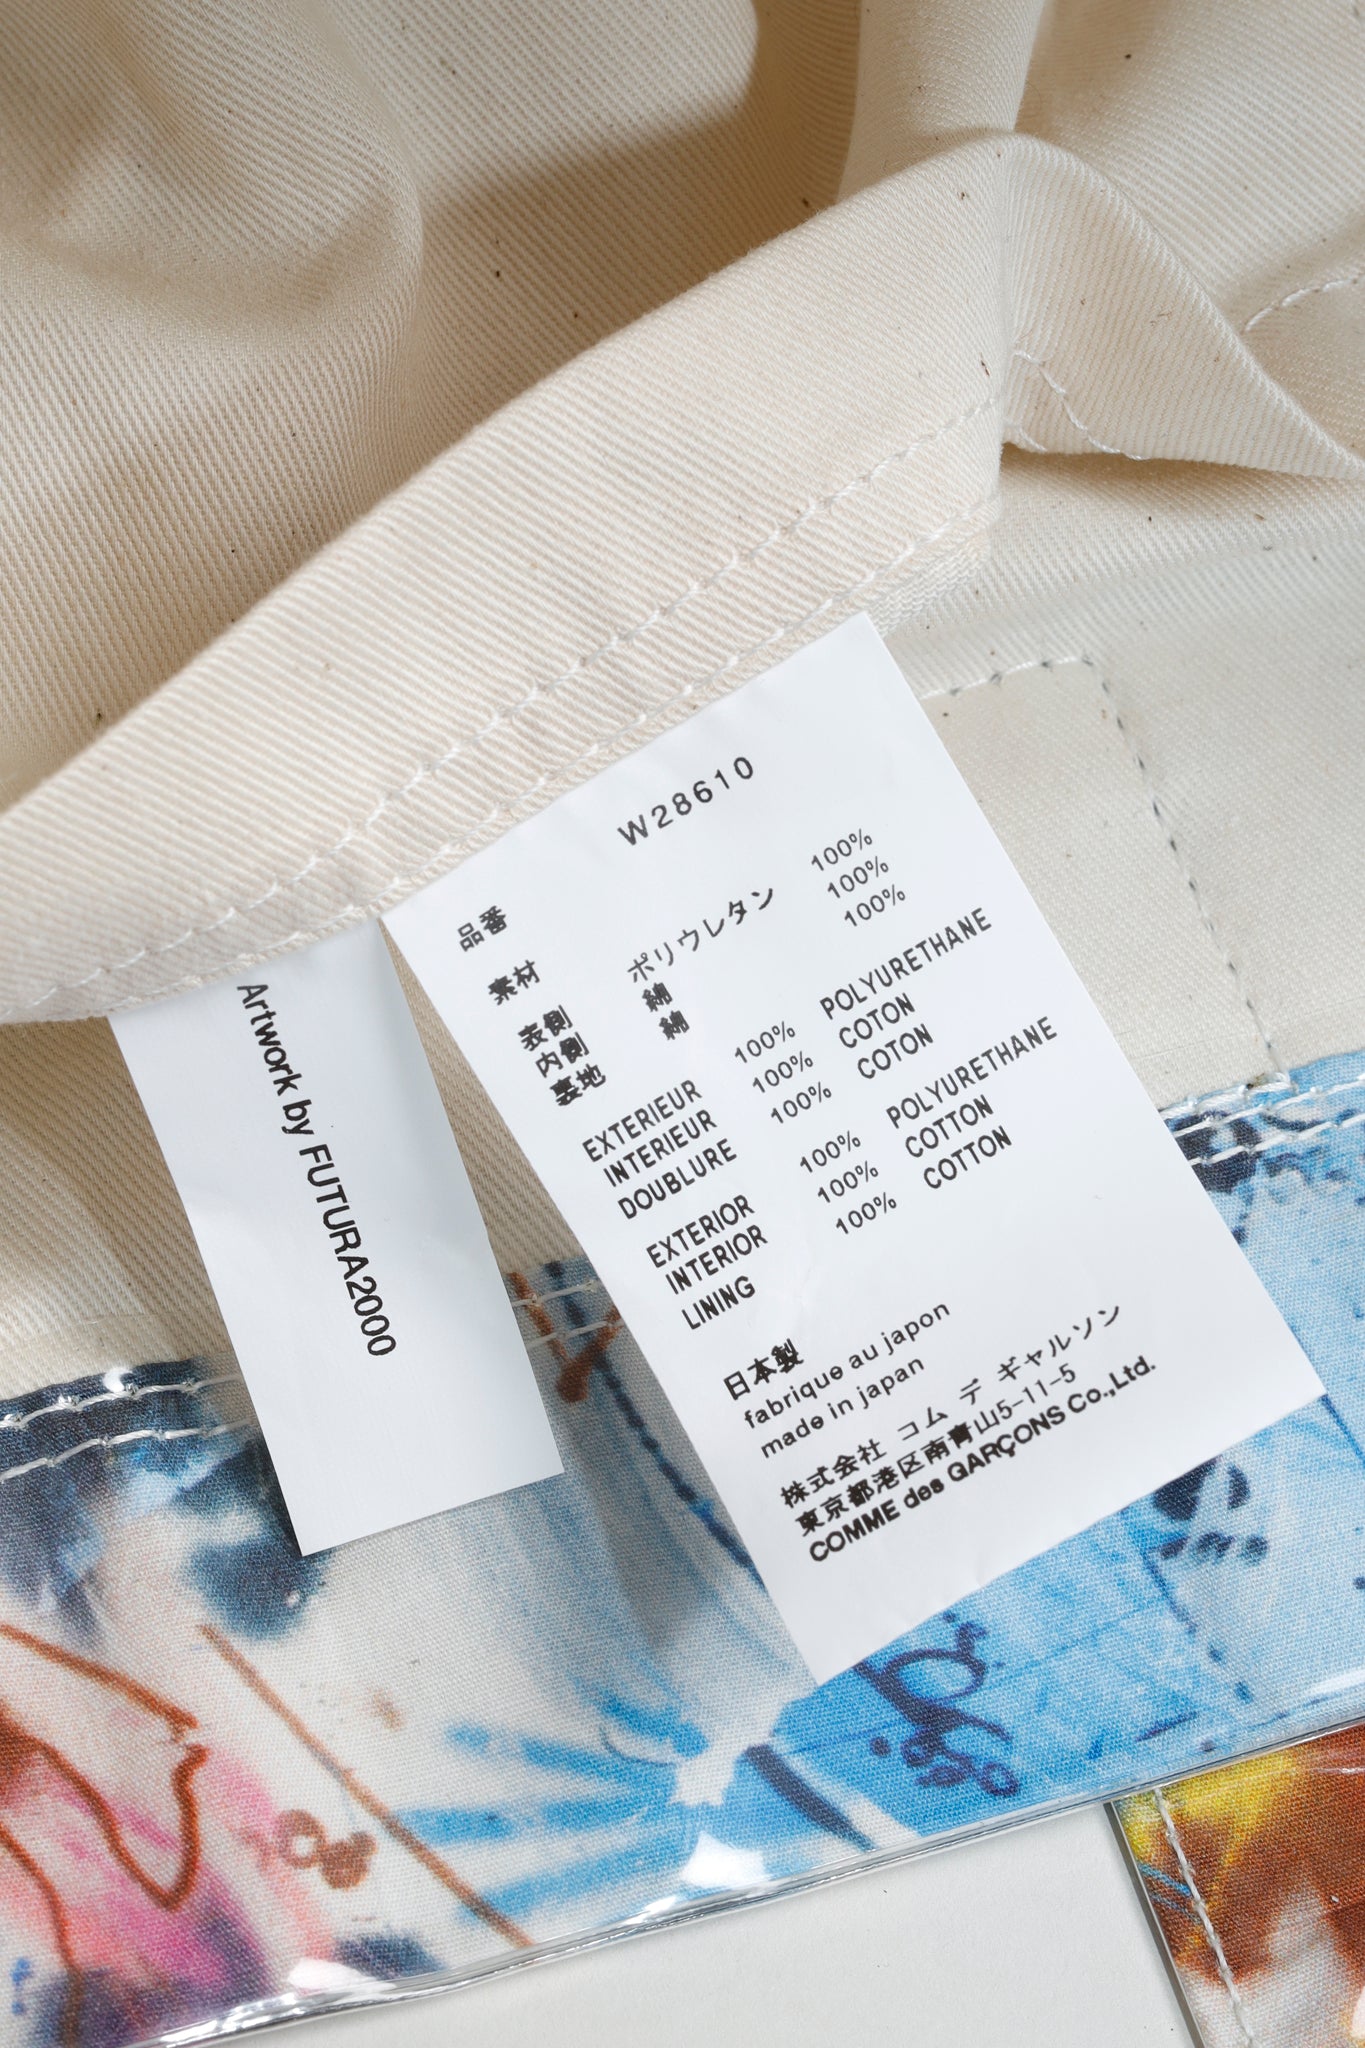 Artwork by FUTURA2000
品番 W28610
素材
表側 ポリウレタン 100%
内側 綿 100%
裏地 綿 100%
EXTERIEUR 100% POLYURETHANE
INTERIEUR 100% COTON
DOUBLURE 100% COTON
EXTERIOR 100% POLYURETHANE
INTERIOR 100% COTTON
LINING 100% COTTON
日本製
fabriqué au japon
made in japan
株式会社 コム デ ギャルソン
東京都港区南青山5-11-5
COMME des GARÇONS Co.,Ltd.